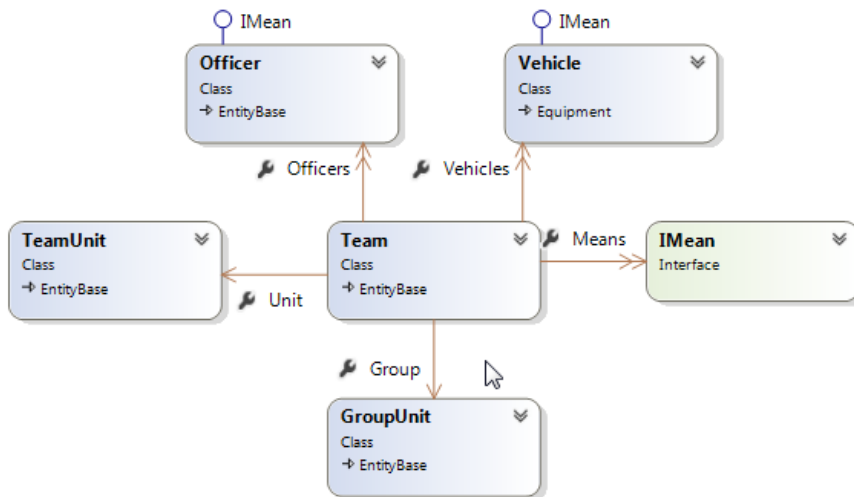 IMean
IMean
Officer
Class
EntityBase
Vehicle
Class
Equipment
Officers
Vehicles
TeamUnit
Class
EntityBase
Team
Class
EntityBase
Means
IMean
Interface
Unit
Group
GroupUnit
Class
EntityBase